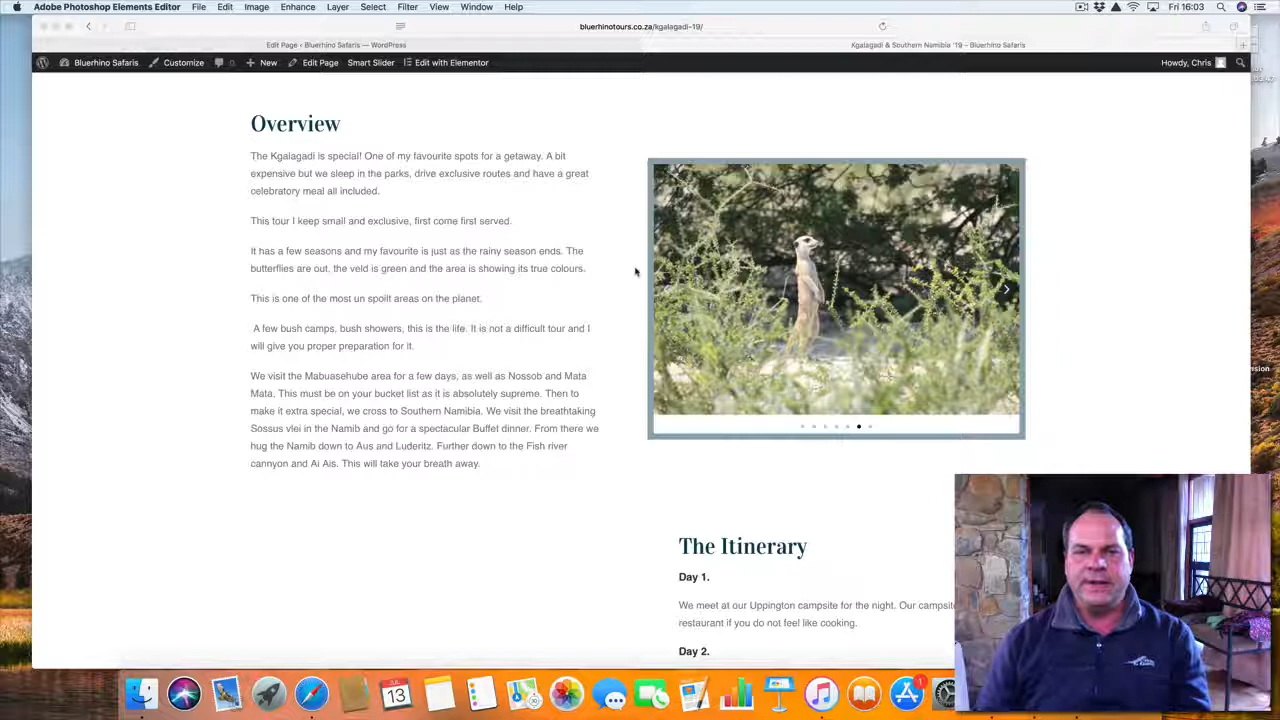 Adobe Photoshop Elements Editor File Edit Image Enhance Layer Select Filter View Window Help Fri 16:03
bluerhinotours.co.za/kgalagadi-19/
Edit Page ‹ Bluerhino Safaris — WordPress
Kgalagadi & Southern Namibia '19 – Bluerhino Safaris
Bluerhino Safaris Customize 0 New Edit Page Smart Slider Edit with Elementor Howdy, Chris
Overview
The Kgalagadi is special! One of my favourite spots for a getaway. A bit
expensive but we sleep in the parks, drive exclusive routes and have a great
celebratory meal all included.
This tour I keep small and exclusive, first come first served.
It has a few seasons and my favourite is just as the rainy season ends. The
butterflies are out, the veld is green and the area is showing its true colours.
This is one of the most un spoilt areas on the planet.
A few bush camps, bush showers, this is the life. It is not a difficult tour and I
will give you proper preparation for it.
We visit the Mabuasehube area for a few days, as well as Nossob and Mata
Mata, This must be on your bucket list as it is absolutely supreme. Then to
make it extra special, we cross to Southern Namibia. We visit the breathtaking
Sossus vlei in the Namib and go for a spectacular Buffet dinner. From there we
hug the Namib down to Aus and Luderitz. Further down to the Fish river
cannyon and Ai Ais. This will take your breath away.
The Itinerary
Day 1.
We meet at our Uppington campsite for the night. Our campsite
restaurant if you do not feel like cooking.
Day 2.
JUL
13
1